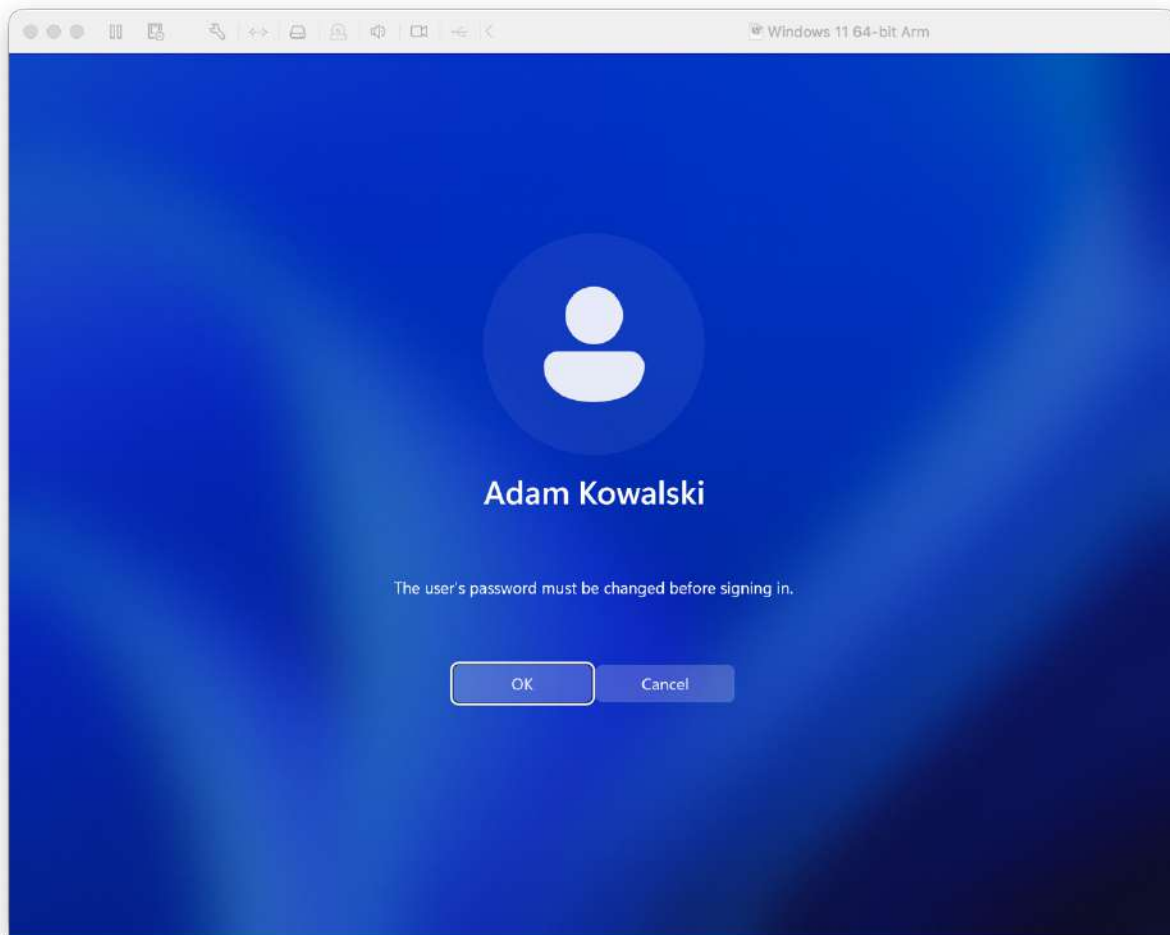 Windows 11 64-bit Arm
Adam Kowalski
The user's password must be changed before signing in.
OK
Cancel